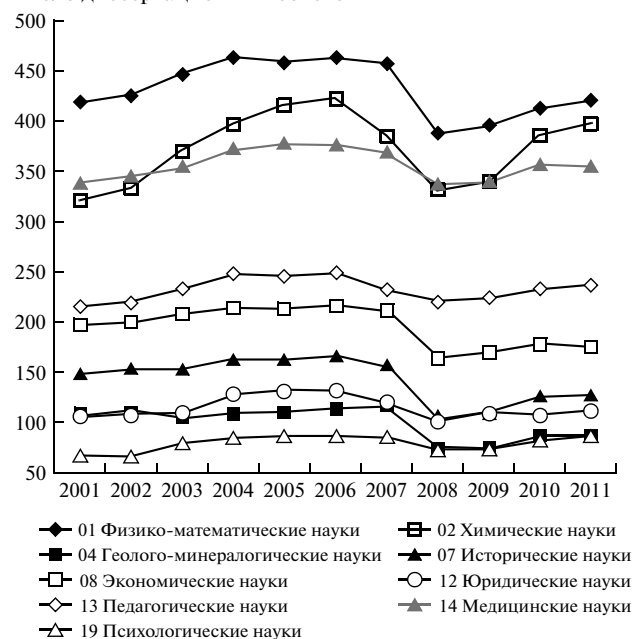 500
450
400
350
300
250
200
150
100
50
2001 2002 2003 2004 2005 2006 2007 2008 2009 2010 2011
01 Физико-математические науки 02 Химические науки
04 Геолого-минералогические науки 07 Исторические науки
08 Экономические науки 12 Юридические науки
13 Педагогические науки 14 Медицинские науки
19 Психологические науки